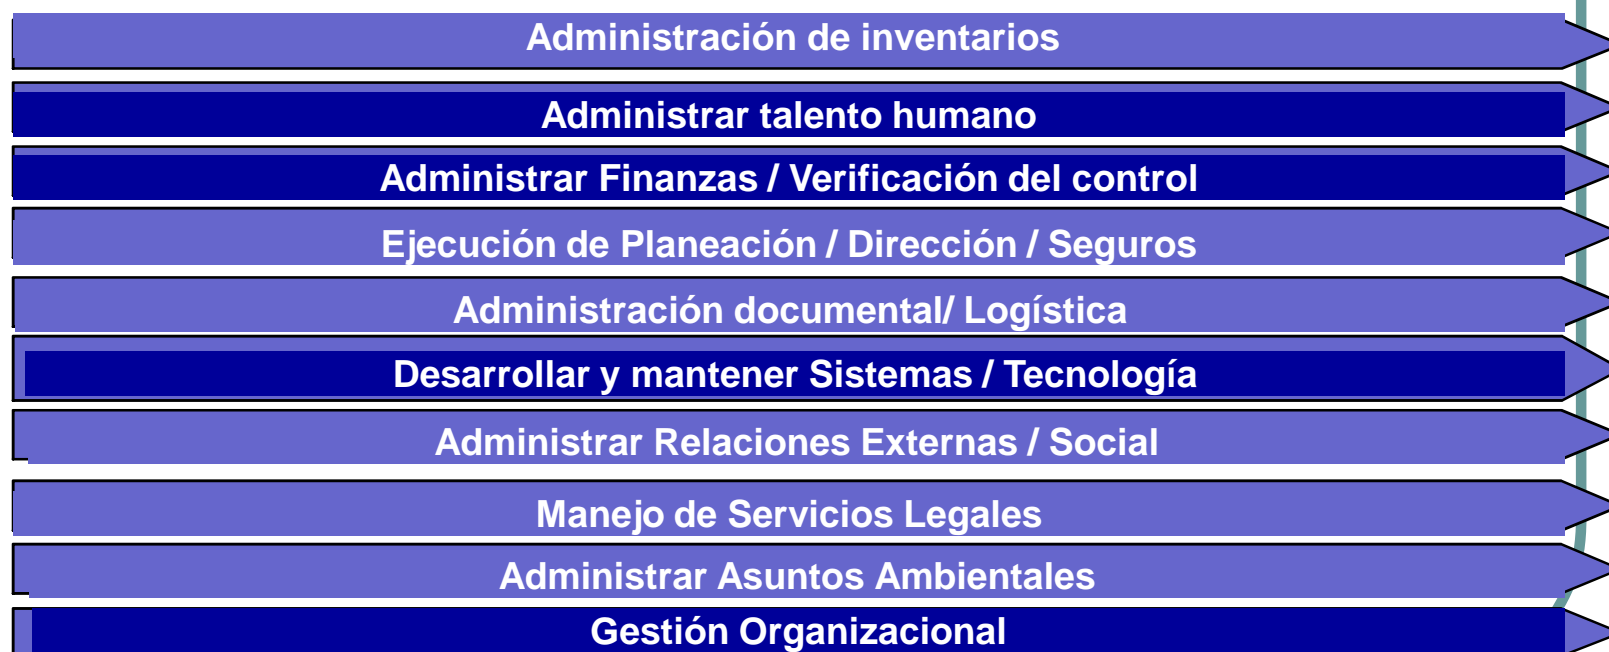 Administración de inventarios
Administrar talento humano
Administrar Finanzas / Verificación del control
Ejecución de Planeación / Dirección / Seguros
Administración documental/ Logística
Desarrollar y mantener Sistemas / Tecnología
Administrar Relaciones Externas / Social
Manejo de Servicios Legales
Administrar Asuntos Ambientales
Gestión Organizacional